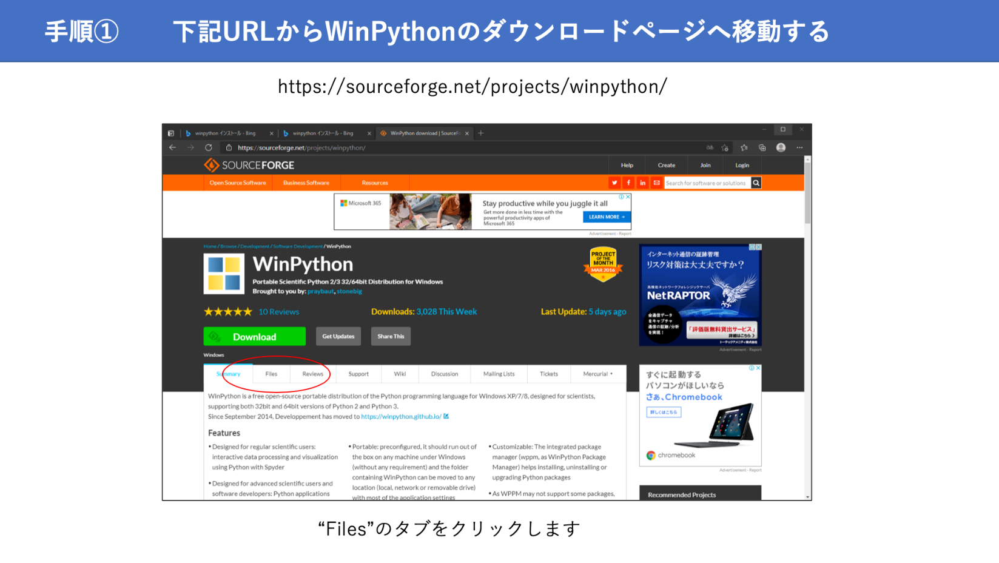 手順① 下記URLからWinPythonのダウンロードページへ移動する
https://sourceforge.net/projects/winpython/
winpython インストール - Bing
winpython インストール - Bing
WinPython download | SourceFo
https://sourceforge.net/projects/winpython/
SOURCEFORGE
Help Create Join Login
Open Source Software Business Software Resources
Search for software or solutions
Microsoft 365
Stay productive while you juggle it all
Get more done in less time with the
powerful productivity apps of
Microsoft 365
LEARN MORE
Advertisement - Report
Home / Browse / Development / Software Development / WinPython
WinPython
Portable Scientific Python 2/3 32/64bit Distribution for Windows
Brought to you by: praybaut, stonebig
PROJECT
OF THE
MONTH
MAR 2016
10 Reviews
Downloads: 3,028 This Week
Last Update: 5 days ago
Download
Get Updates
Share This
Windows
インターネット通信の証跡管理
リスク対策は大丈夫ですか？
高機能ネットワークフォレンジックサーバ
NetRAPTOR
全通信データ
をキャプチャ
通信の証跡/分析
を実現！
「評価版無料貸出サービス」
詳細はこちら
トーテックアメニティ株式会社
Advertisement - Report
Summary Files Reviews Support Wiki Discussion Mailing Lists Tickets Mercurial
WinPython is a free open-source portable distribution of the Python programming language for Windows XP/7/8, designed for scientists,
supporting both 32bit and 64bit versions of Python 2 and Python 3.
Since September 2014, Developpement has moved to https://winpython.github.io/
Features
• Designed for regular scientific users:
interactive data processing and visualization
using Python with Spyder
• Designed for advanced scientific users and
software developers: Python applications
• Portable: preconfigured, it should run out of
the box on any machine under Windows
(without any requirement) and the folder
containing WinPython can be moved to any
location (local, network or removable drive)
with most of the application settings
• Customizable: The integrated package
manager (wppm, as WinPython Package
Manager) helps installing, uninstalling or
upgrading Python packages
• As WPPM may not support some packages,
すぐに起動する
パソコンがほしいなら
さぁ、Chromebook
詳しくはこちら
chromebook
Advertisement - Report
Recommended Projects
“Files”のタブをクリックします